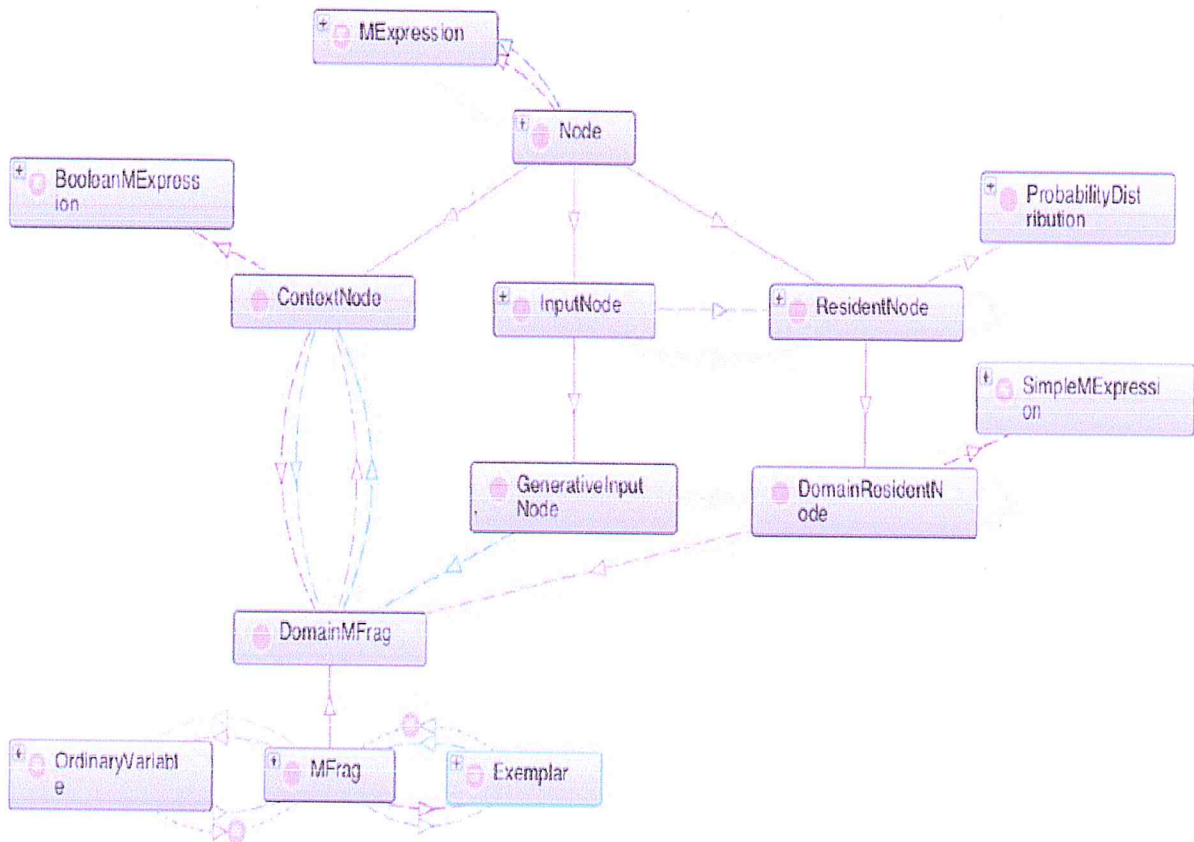 MExpression
Node
BooleanMExpress
ion
ProbabilityDist
ribution
ContextNode
InputNode
ResidentNode
SimpleMExpressi
on
GenerativeInput
Node
DomainResidentN
ode
DomainMFrag
OrdinaryVariabl
e
MFrag
Exemplar